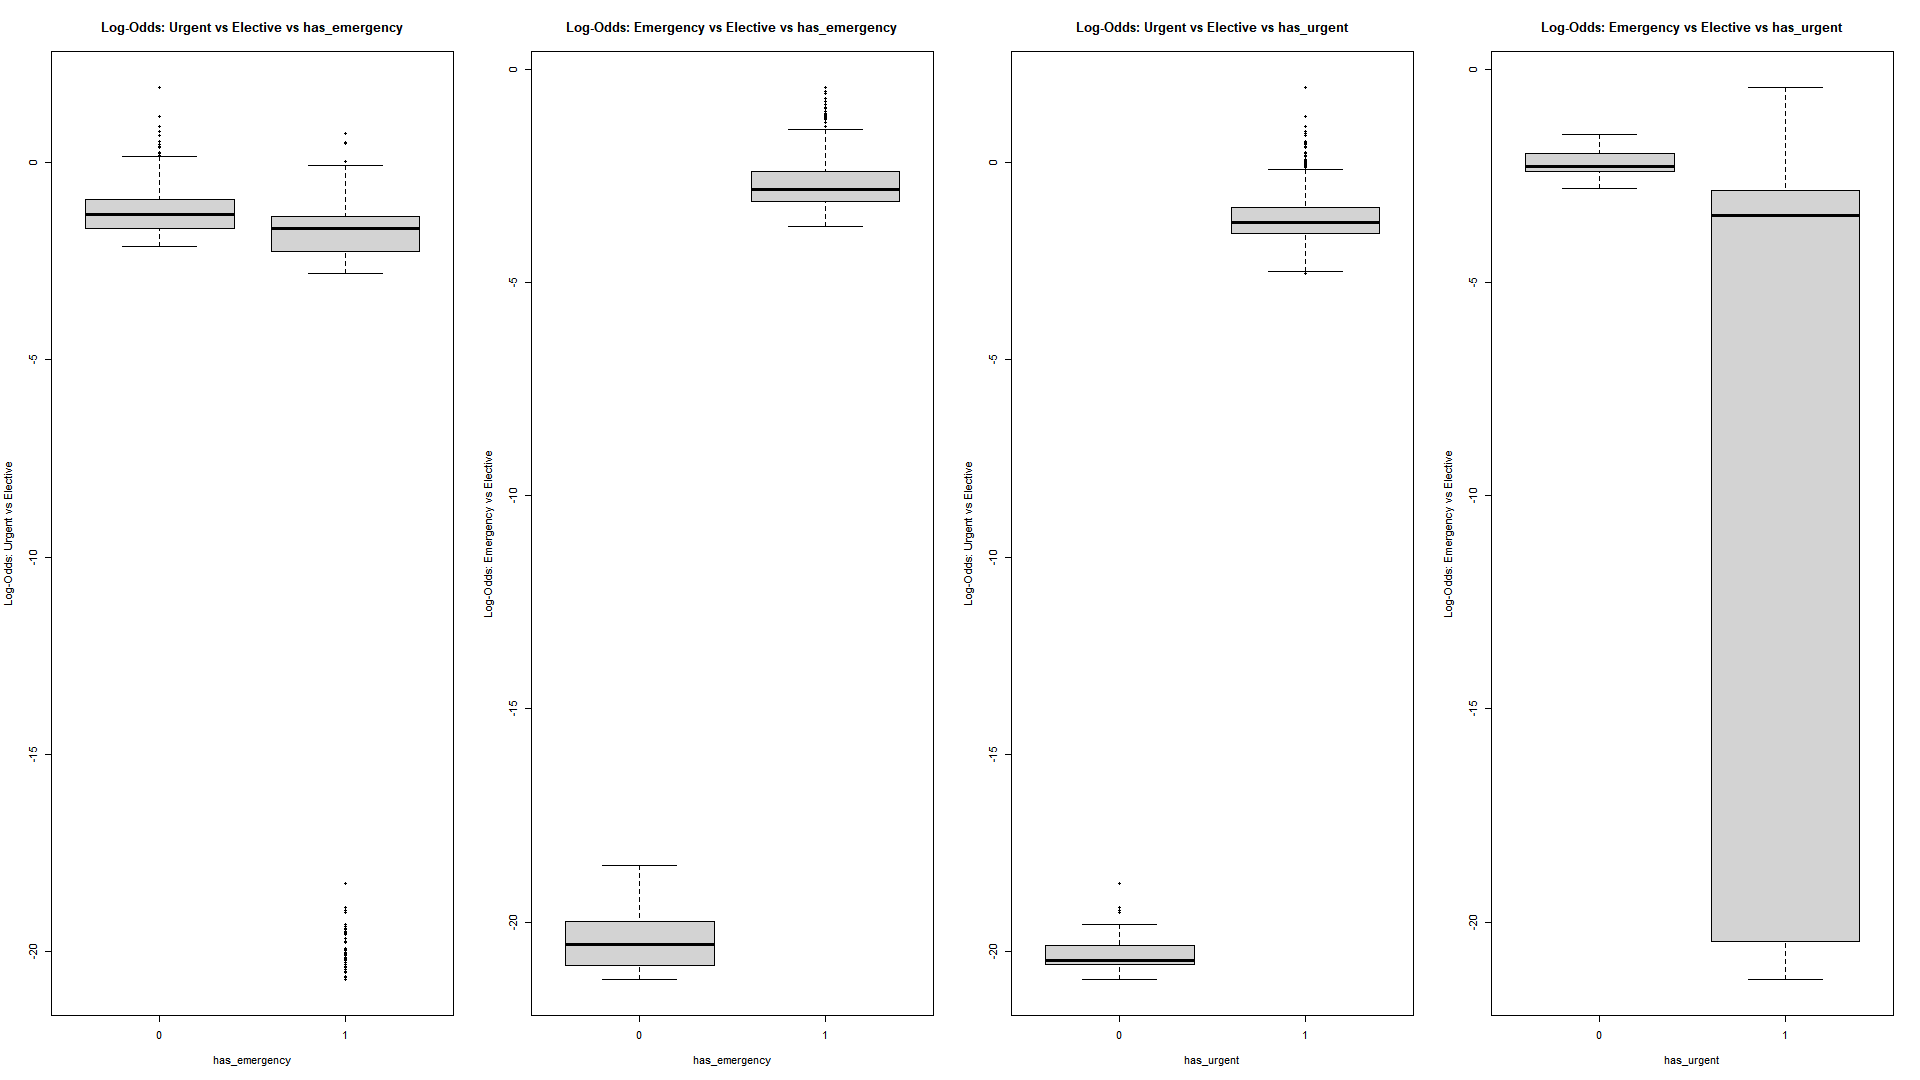 Log-Odds: Urgent vs Elective vs has_emergency
Log-Odds: Urgent vs Elective
0
-5
-10
-15
-20
0
1
has_emergency
Log-Odds: Emergency vs Elective vs has_emergency
Log-Odds: Emergency vs Elective
0
-5
-10
-15
-20
0
1
has_emergency
Log-Odds: Urgent vs Elective vs has_urgent
Log-Odds: Urgent vs Elective
0
-5
-10
-15
-20
0
1
has_urgent
Log-Odds: Emergency vs Elective vs has_urgent
Log-Odds: Emergency vs Elective
0
-5
-10
-15
-20
0
1
has_urgent